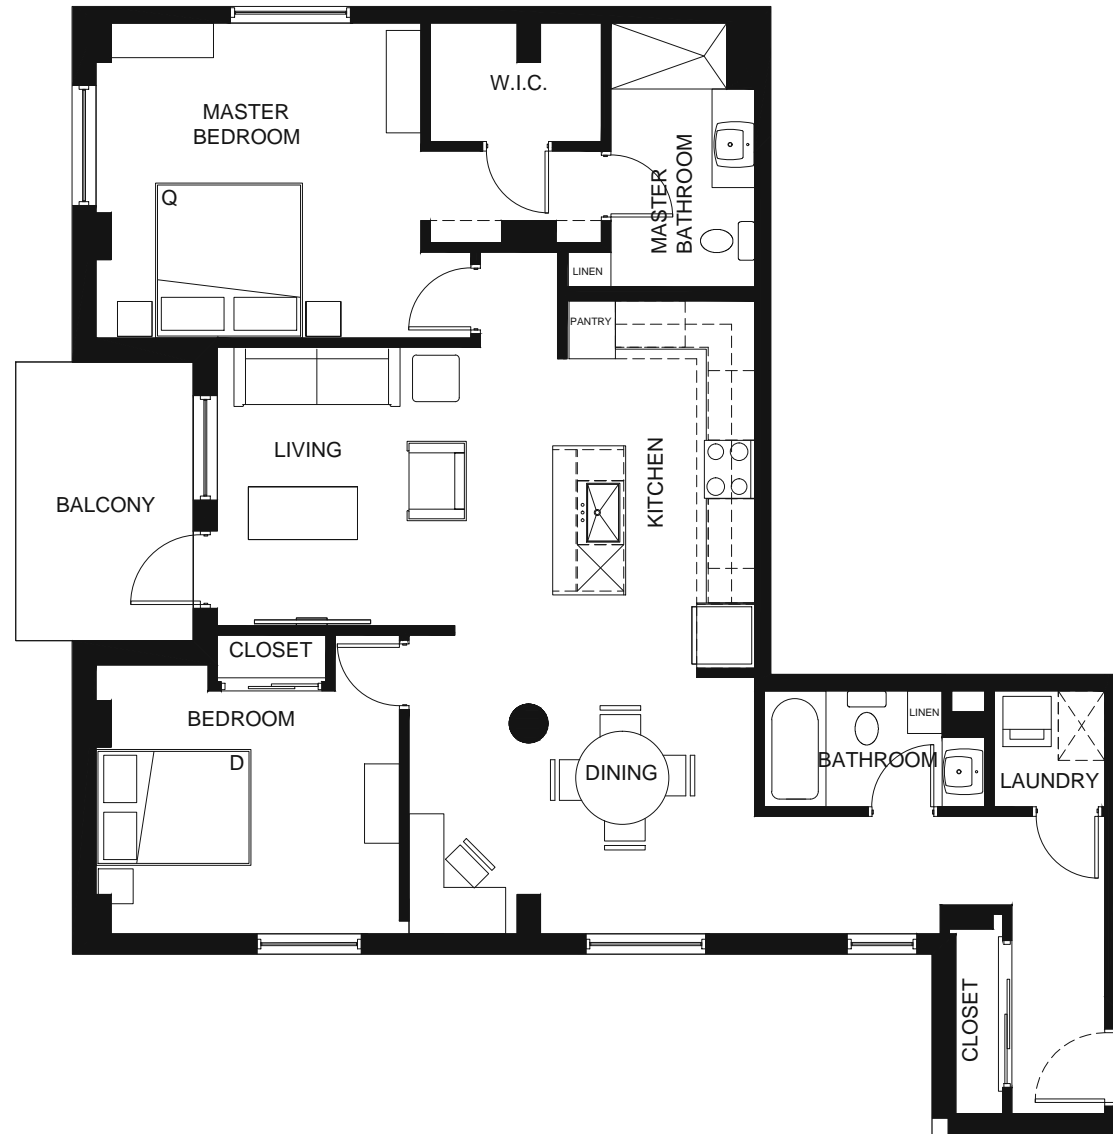 W.I.C.
MASTER
BEDROOM
MASTER
BATHROOM
Q
LINEN
PANTRY
LIVING
KITCHEN
BALCONY
CLOSET
BEDROOM
LINEN
D
DINING
BATHROOM
LAUNDRY
CLOSET